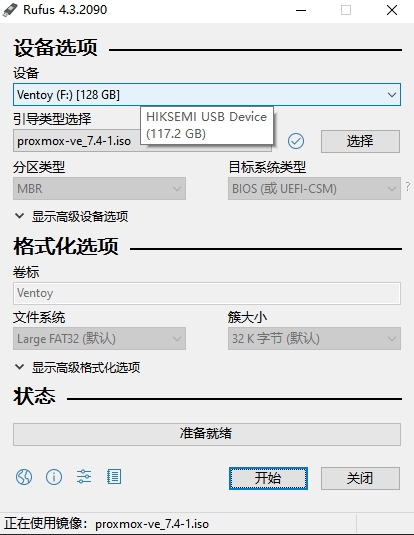 Rufus 4.3.2090
设备选项
设备
Ventoy (F:) [128 GB]
HIKSEMI USB Device
(117.2 GB)
引导类型选择
proxmox-ve_7.4-1.iso
选择
分区类型
目标系统类型
MBR
BIOS (或 UEFI-CSM)
?
显示高级设备选项
格式化选项
卷标
Ventoy
文件系统
簇大小
Large FAT32 (默认)
32 K 字节 (默认)
显示高级格式化选项
状态
准备就绪
开始
关闭
正在使用镜像：proxmox-ve_7.4-1.iso